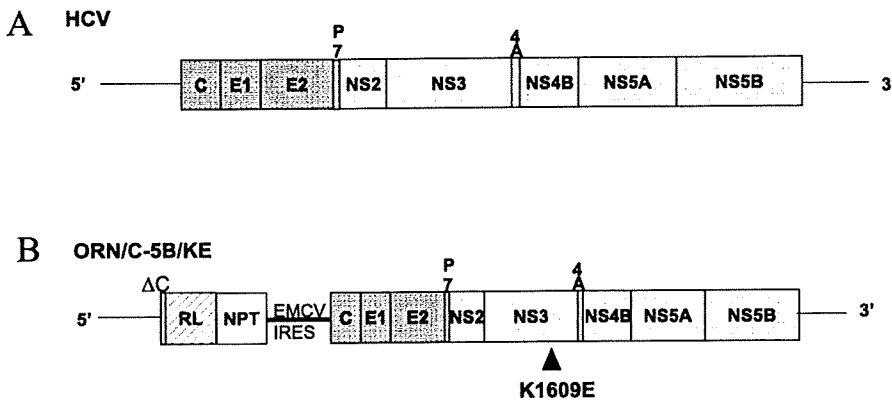 A HCV
P
7
4
A
5' C E1 E2 NS2 NS3 NS4B NS5A NS5B 3
B ORN/C-5B/KE
P
7
4
A
ΔC
5' RL NPT EMCV IRES C E1 E2 NS2 NS3 NS4B NS5A NS5B 3'
K1609E